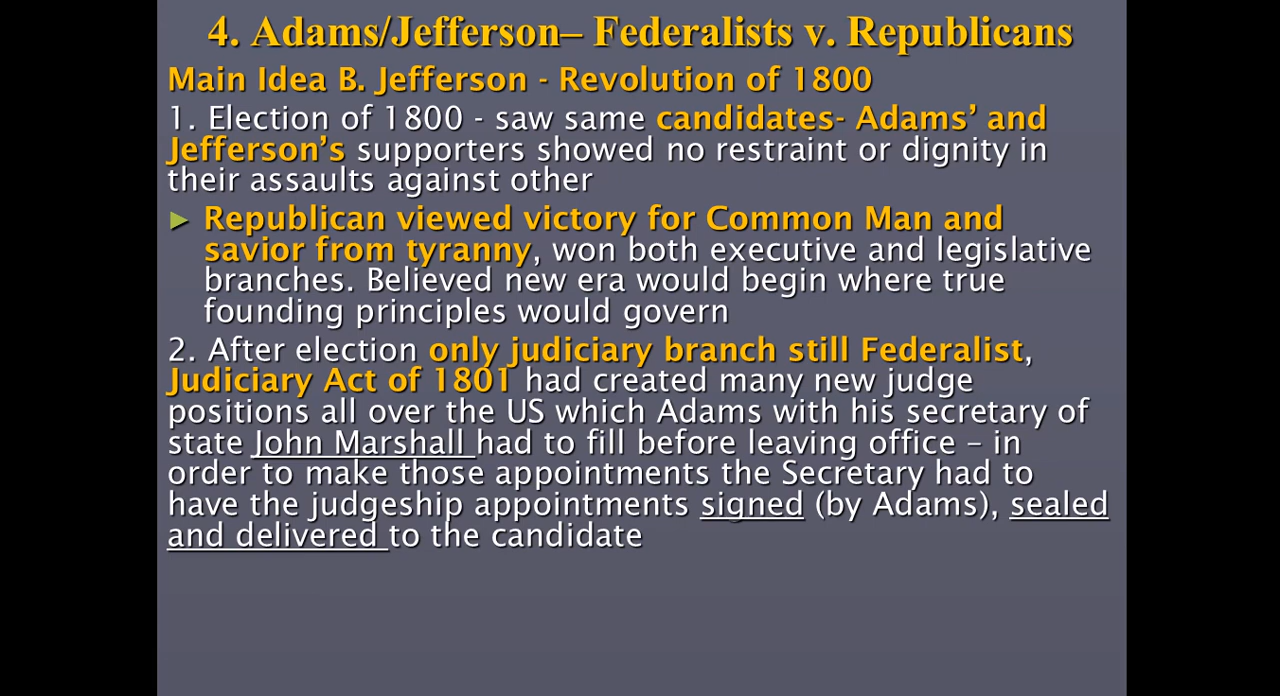 4. Adams/Jefferson– Federalists v. Republicans
Main Idea B. Jefferson - Revolution of 1800
1. Election of 1800 - saw same candidates- Adams’ and
Jefferson’s supporters showed no restraint or dignity in
their assaults against other
► Republican viewed victory for Common Man and
savior from tyranny, won both executive and legislative
branches. Believed new era would begin where true
founding principles would govern
2. After election only judiciary branch still Federalist,
Judiciary Act of 1801 had created many new judge
positions all over the US which Adams with his secretary of
state John Marshall had to fill before leaving office – in
order to make those appointments the Secretary had to
have the judgeship appointments signed (by Adams), sealed
and delivered to the candidate